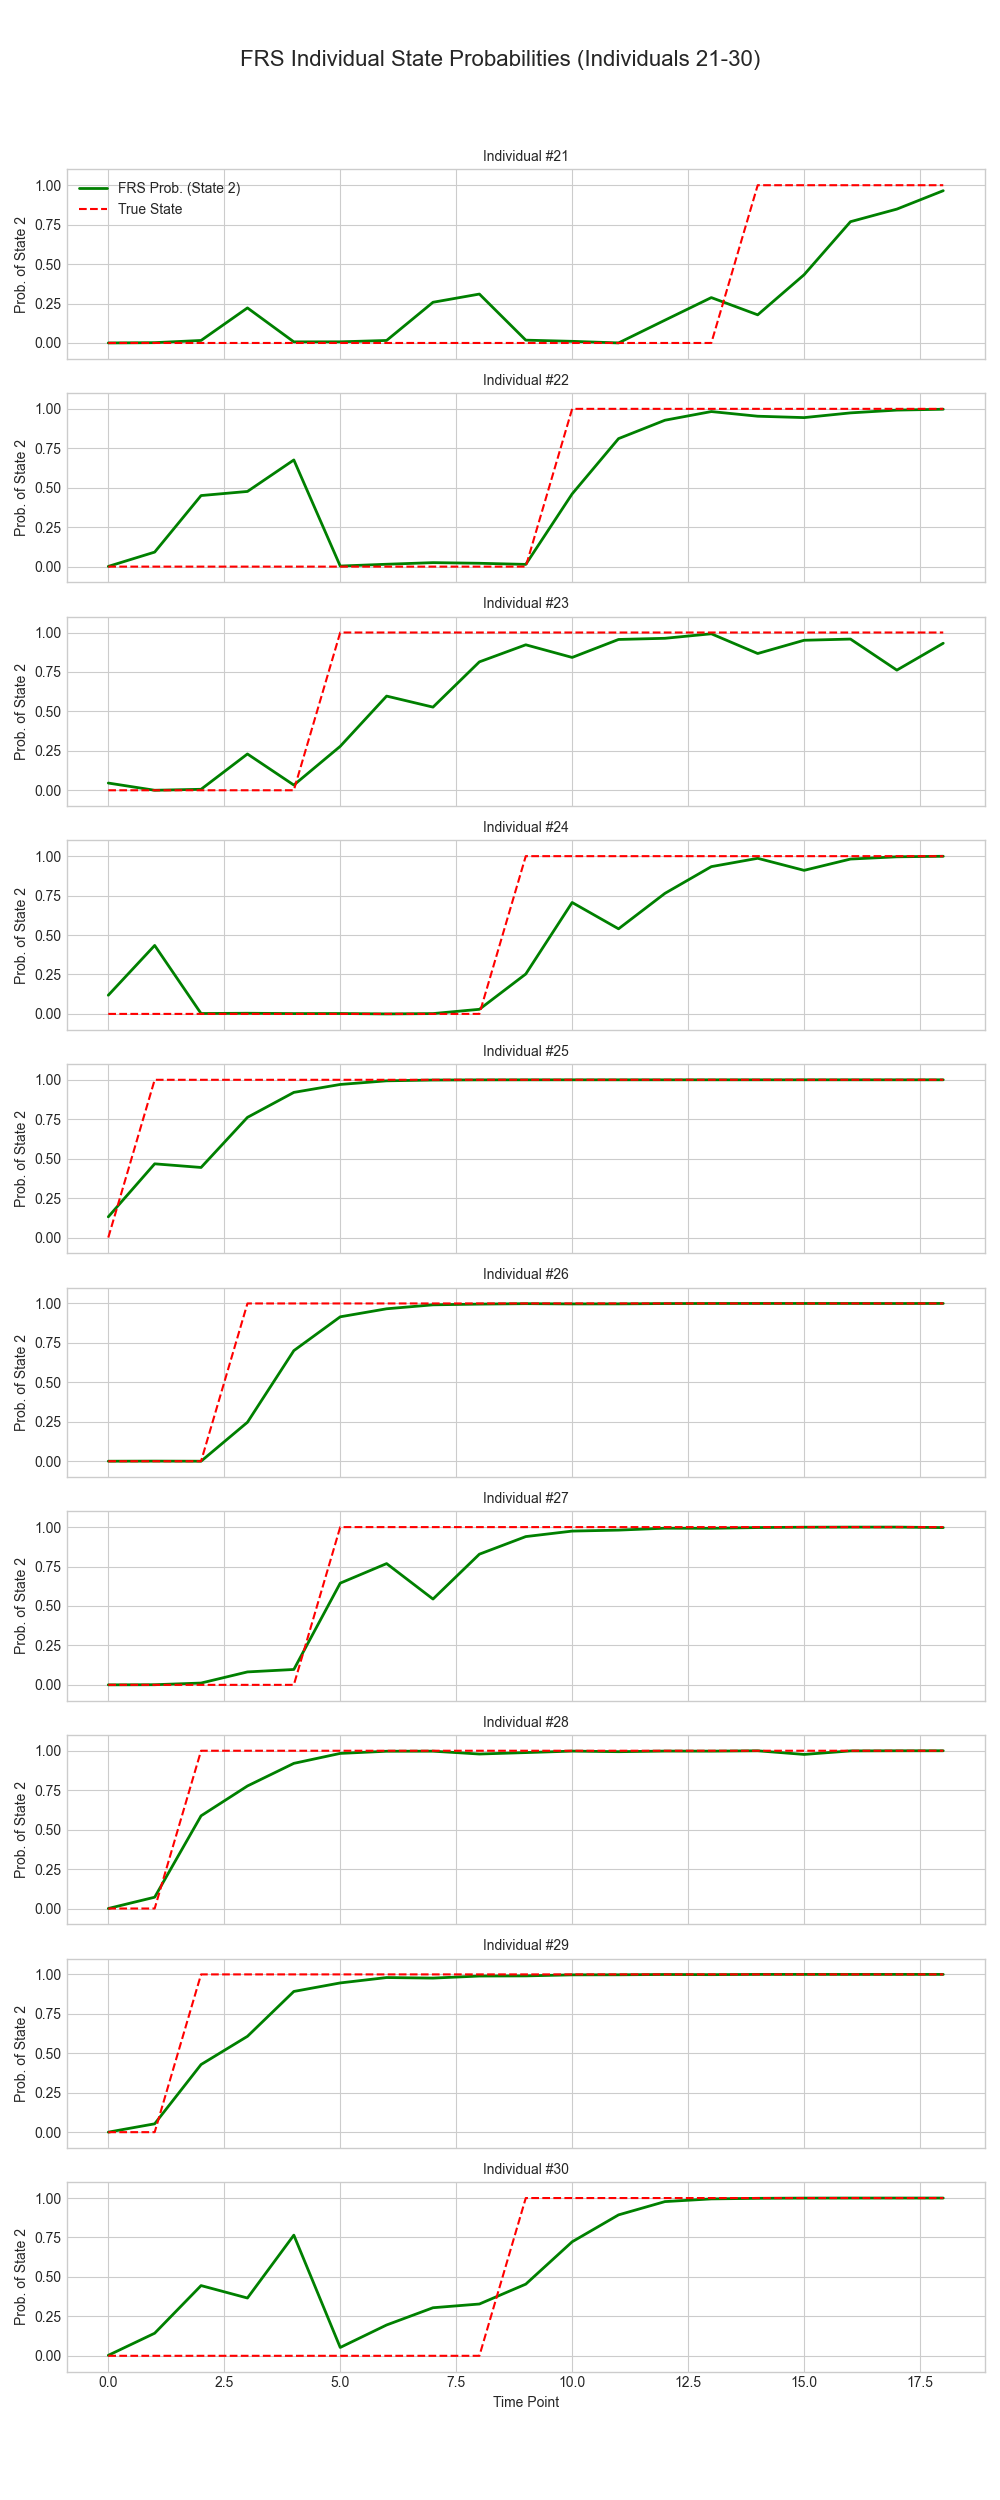 FRS Individual State Probabilities (Individuals 21-30)
Individual #21
FRS Prob. (State 2)
True State
1.00
0.75
0.50
0.25
0.00
Prob. of State 2
Individual #22
1.00
0.75
0.50
0.25
0.00
Prob. of State 2
Individual #23
1.00
0.75
0.50
0.25
0.00
Prob. of State 2
Individual #24
1.00
0.75
0.50
0.25
0.00
Prob. of State 2
Individual #25
1.00
0.75
0.50
0.25
0.00
Prob. of State 2
Individual #26
1.00
0.75
0.50
0.25
0.00
Prob. of State 2
Individual #27
1.00
0.75
0.50
0.25
0.00
Prob. of State 2
Individual #28
1.00
0.75
0.50
0.25
0.00
Prob. of State 2
Individual #29
1.00
0.75
0.50
0.25
0.00
Prob. of State 2
Individual #30
1.00
0.75
0.50
0.25
0.00
Prob. of State 2
0.0 2.5 5.0 7.5 10.0 12.5 15.0 17.5
Time Point